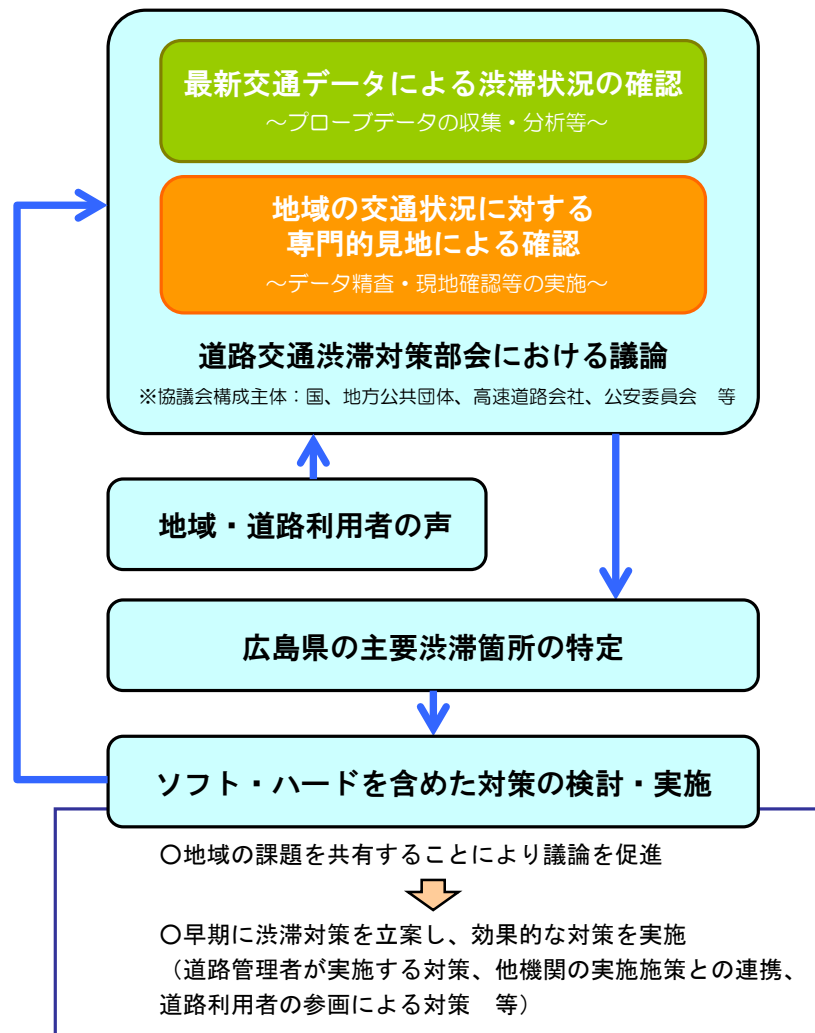 最新交通データによる渋滞状況の確認
～プローブデータの収集・分析等～
地域の交通状況に対する
専門的見地による確認
～データ精査・現地確認等の実施～
道路交通渋滞対策部会における議論
※協議会構成主体：国、地方公共団体、高速道路会社、公安委員会　等
地域・道路利用者の声
広島県の主要渋滞箇所の特定
ソフト・ハードを含めた対策の検討・実施
〇地域の課題を共有することにより議論を促進
〇早期に渋滞対策を立案し、効果的な対策を実施
（道路管理者が実施する対策、他機関の実施施策との連携、
道路利用者の参画による対策　等）